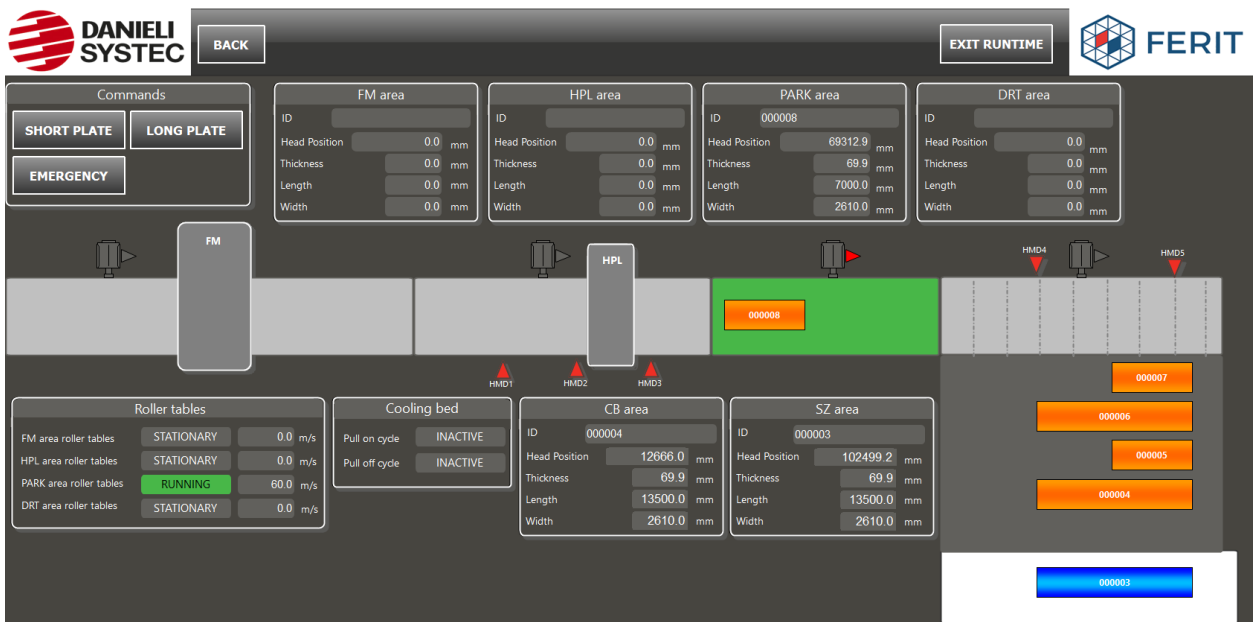 DANIELI
SYSTEC
BACK
EXIT RUNTIME
FERIT
Commands
SHORT PLATE LONG PLATE
EMERGENCY
FM area
ID
Head Position 0.0 mm
Thickness 0.0 mm
Length 0.0 mm
Width 0.0 mm
HPL area
ID
Head Position 0.0 mm
Thickness 0.0 mm
Length 0.0 mm
Width 0.0 mm
PARK area
ID 000008
Head Position 69312.9 mm
Thickness 69.9 mm
Length 7000.0 mm
Width 2610.0 mm
DRT area
ID
Head Position 0.0 mm
Thickness 0.0 mm
Length 0.0 mm
Width 0.0 mm
FM
HPL
HMD4
HMD5
000008
HMD1
HMD2
HMD3
000007
000006
000005
000004
000003
Roller tables
FM area roller tables STATIONARY 0.0 m/s
HPL area roller tables STATIONARY 0.0 m/s
PARK area roller tables RUNNING 60.0 m/s
DRT area roller tables STATIONARY 0.0 m/s
Cooling bed
Pull on cycle INACTIVE
Pull off cycle INACTIVE
CB area
ID 000004
Head Position 12666.0 mm
Thickness 69.9 mm
Length 13500.0 mm
Width 2610.0 mm
SZ area
ID 000003
Head Position 102499.2 mm
Thickness 69.9 mm
Length 13500.0 mm
Width 2610.0 mm